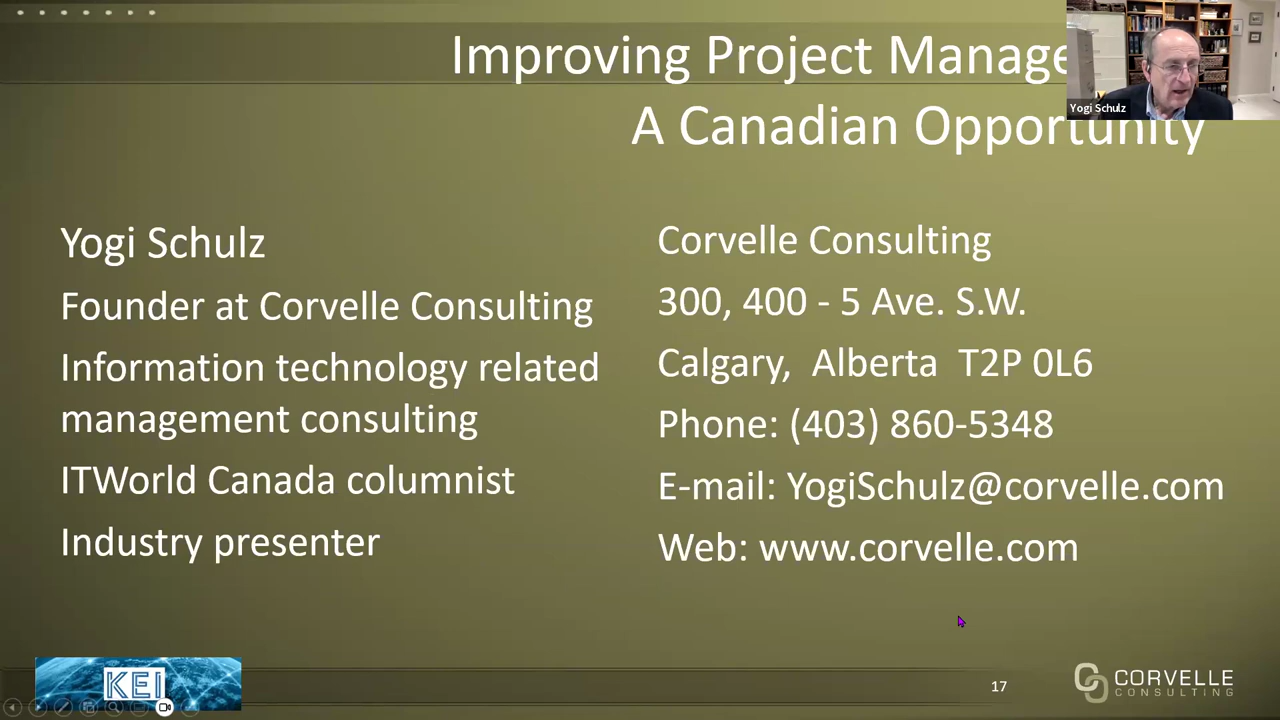 Improving Project Manage
A Canadian Opportunity
Yogi Schulz
Yogi Schulz
Founder at Corvelle Consulting
Information technology related
management consulting
ITWorld Canada columnist
Industry presenter
Corvelle Consulting
300, 400 - 5 Ave. S.W.
Calgary, Alberta T2P 0L6
Phone: (403) 860-5348
E-mail: YogiSchulz@corvelle.com
Web: www.corvelle.com
KEI
17
CORVELLE
CONSULTING